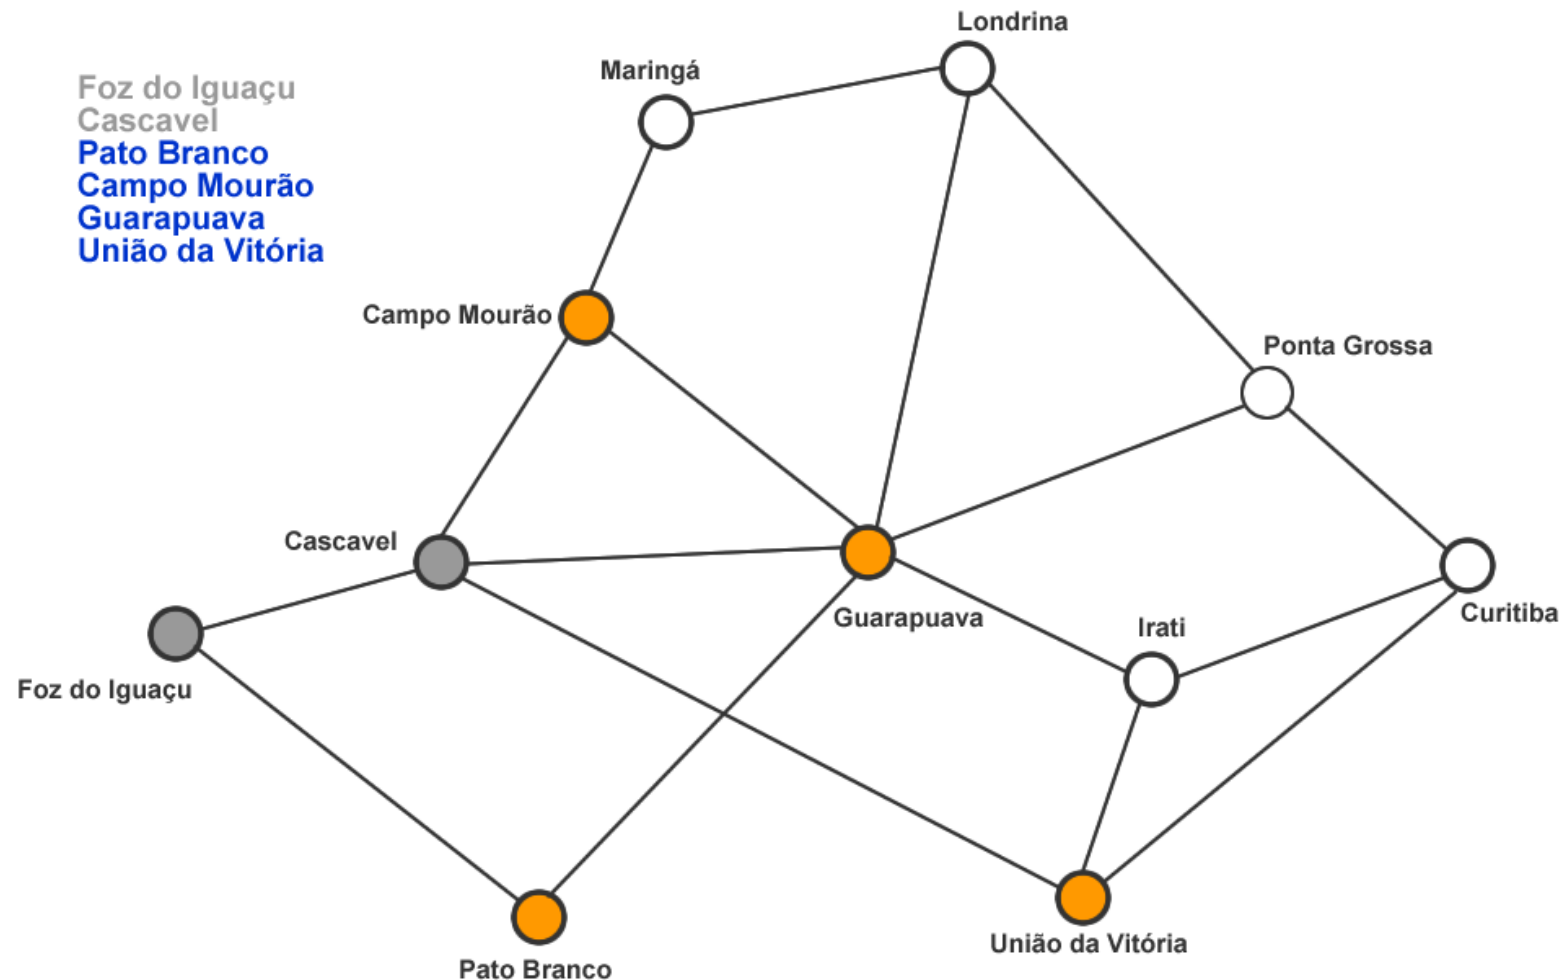 Londrina
Maringá
Foz do Iguaçu
Cascavel
Pato Branco
Campo Mourão
Guarapuava
União da Vitória
Campo Mourão
Ponta Grossa
Cascavel
Guarapuava
Irati
Curitiba
Foz do Iguaçu
União da Vitória
Pato Branco